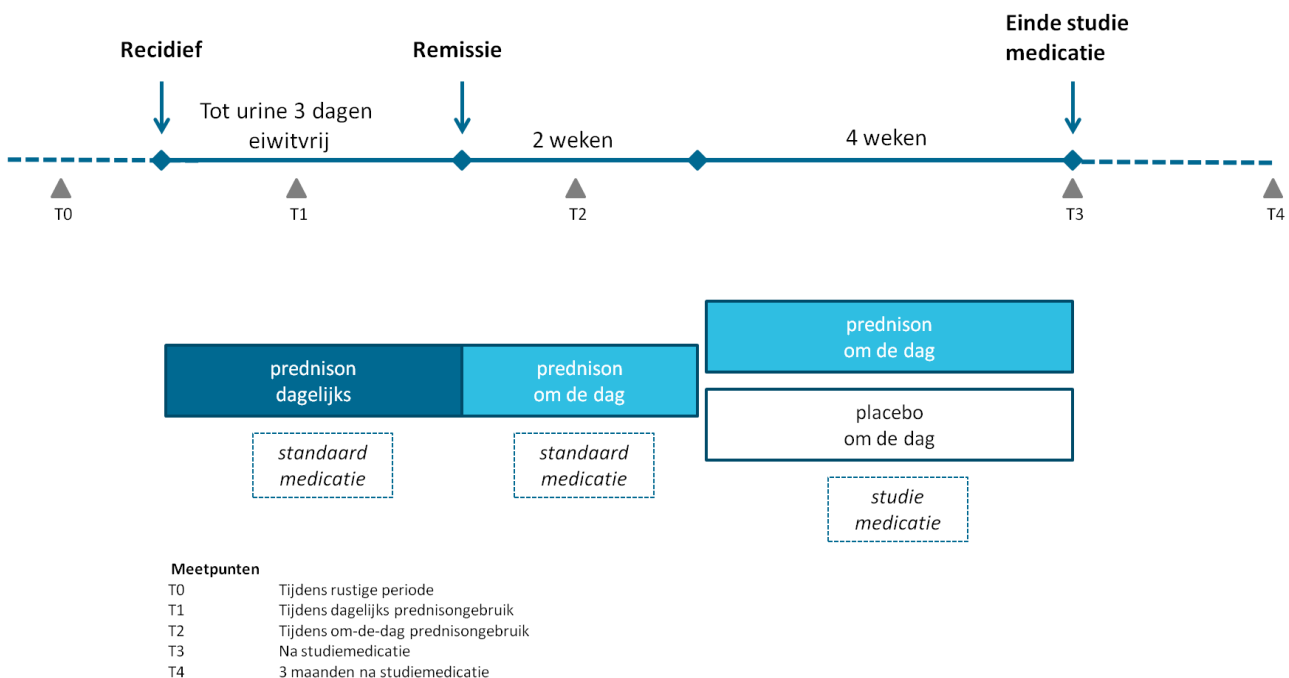 Recidief
Remissie
Einde studie
medicatie
Tot urine 3 dagen
eiwitvrij
2 weken
4 weken
T0
T1
T2
T3
T4
prednison
dagelijks
prednison
om de dag
prednison
om de dag
placebo
om de dag
standaard
medicatie
standaard
medicatie
studie
medicatie
Meetpunten
T0 Tijdens rustige periode
T1 Tijdens dagelijks prednisongebruik
T2 Tijdens om-de-dag prednisongebruik
T3 Na studiemedicatie
T4 3 maanden na studiemedicatie